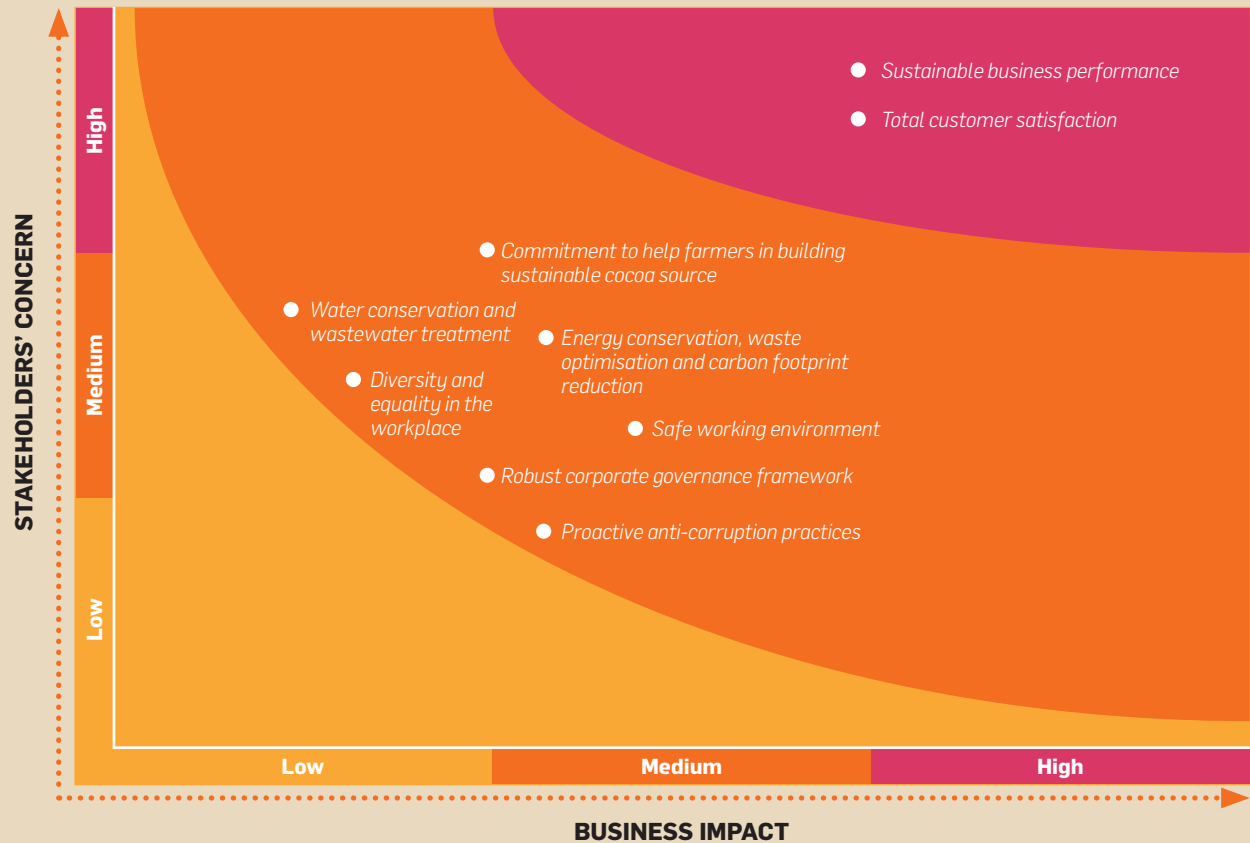 STAKEHOLDERS’ CONCERN
High
Medium
Low
Sustainable business performance
Total customer satisfaction
Commitment to help farmers in building
sustainable cocoa source
Water conservation and
wastewater treatment
Energy conservation, waste
optimisation and carbon footprint
reduction
Diversity and
equality in the
workplace
Safe working environment
Robust corporate governance framework
Proactive anti-corruption practices
Low
Medium
High
BUSINESS IMPACT